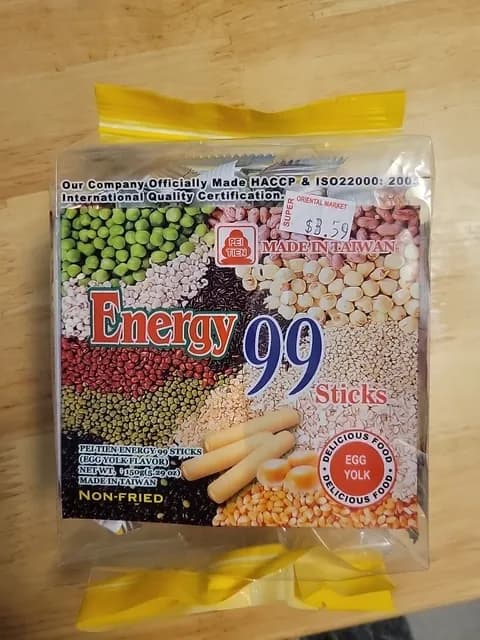 Our Company Officially Made HACCP & ISO22000: 200
International Quality Certification.
SUPER
ORIENTAL MARKET
$3.59
PEI
TIEN
MADE IN TAIWAN
Energy 99
Sticks
PEI TIEN ENERGY 99 STICKS
(EGG YOLK FLAVOR)
NET WT. 150g(5.29 oz)
MADE IN TAIWAN
NON-FRIED
DELICIOUS FOOD
EGG
YOLK
DELICIOUS FOOD